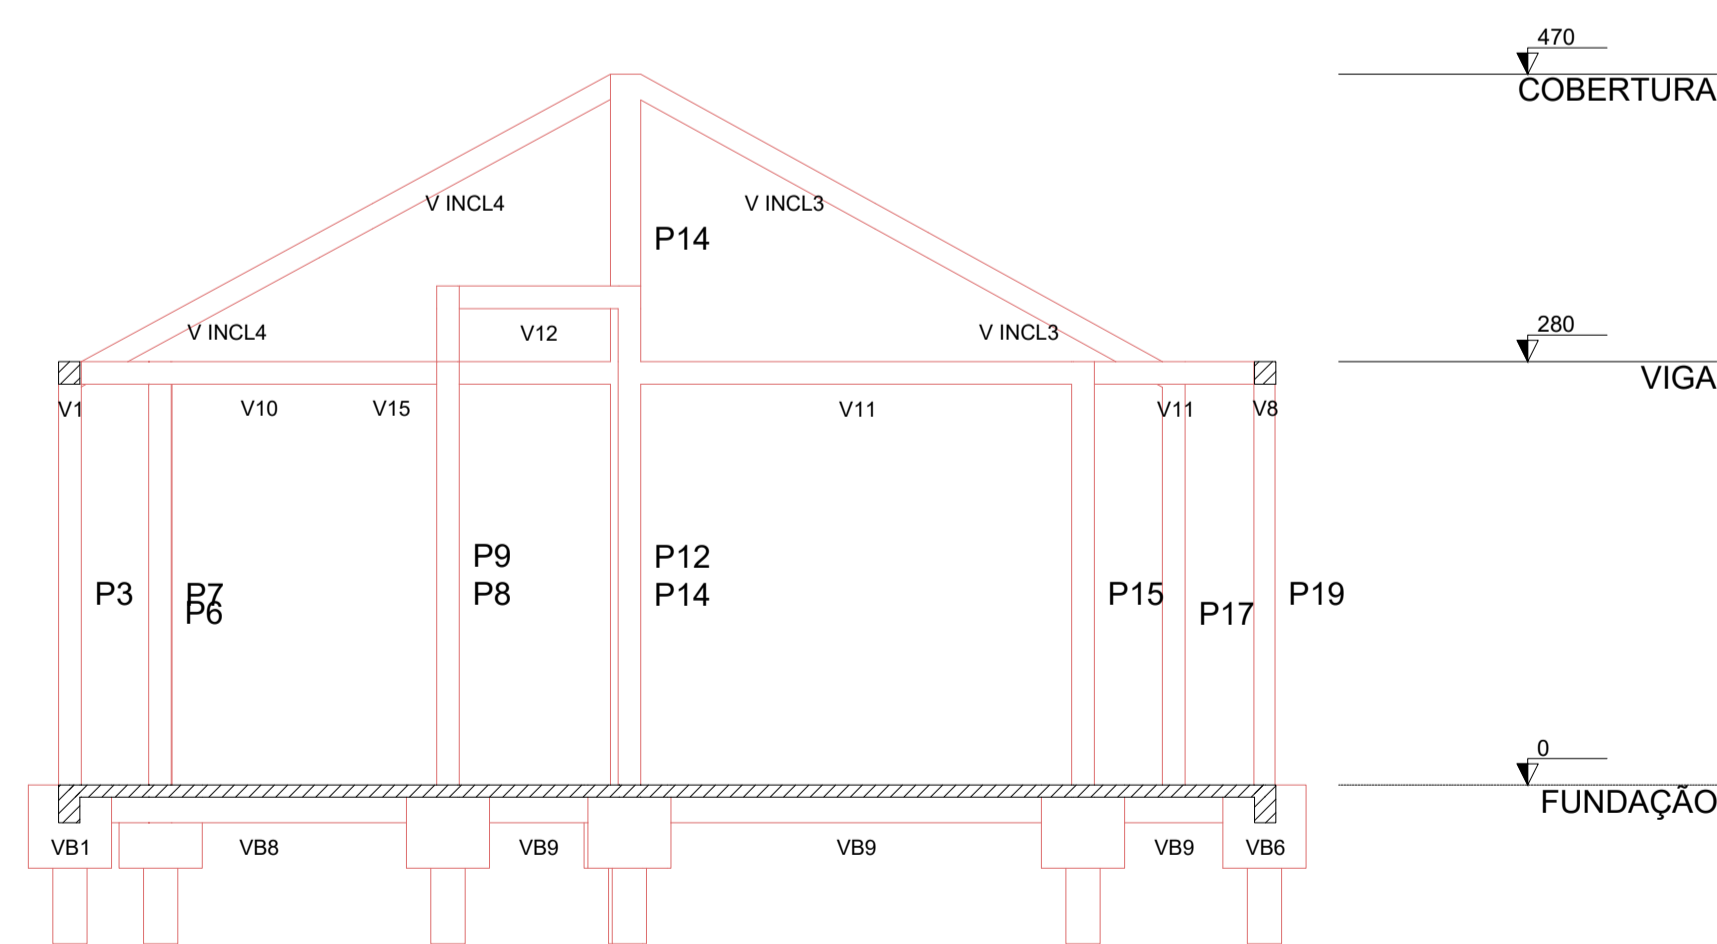 470
COBERTURA
V INCL4
V INCL3
P14
280
V INCL4
V12
V INCL3
VIGA
V1
V10
V15
V11
V11
V8
P9
P12
P3
P7
P8
P14
P15
P19
P6
P17
0
FUNDAÇÃO
VB1
VB8
VB9
VB9
VB9
VB6